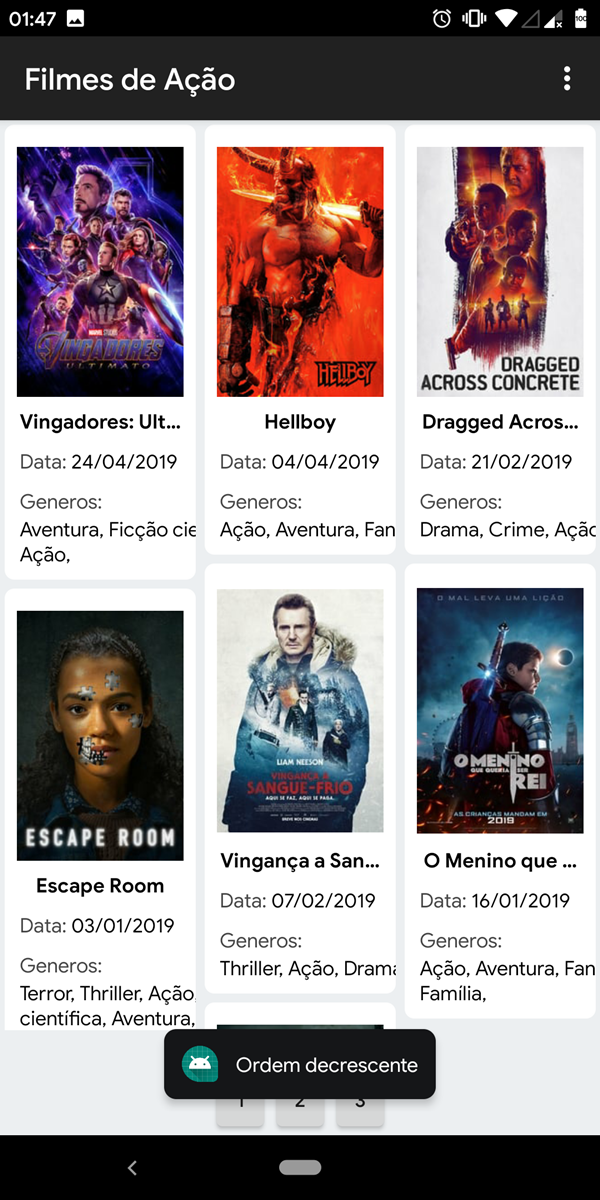 01:47
100
Filmes de Ação
MARVEL STUDIOS
VINGADORES
ULTIMATO
Vingadores: Ult...
Data: 24/04/2019
Generos:
Aventura, Ficção cie
Ação,
HELLBOY
Hellboy
Data: 04/04/2019
Generos:
Ação, Aventura, Fan
DRAGGED
ACROSS CONCRETE
Dragged Acros...
Data: 21/02/2019
Generos:
Drama, Crime, Ação
ESCAPE ROOM
Escape Room
Data: 03/01/2019
Generos:
Terror, Thriller, Ação,
científica, Aventura,
LIAM NEESON
VINGANÇA A
SANGUE-FRIO
AQUI SE FAZ, AQUI SE PAGA.
BREVE NOS CINEMAS
Vingança a San...
Data: 07/02/2019
Generos:
Thriller, Ação, Drama
O MAL LEVA UMA LIÇÃO
O MENINO
QUE QUERIA SER
REI
AS CRIANÇAS MANDAM EM
2019
O Menino que ...
Data: 16/01/2019
Generos:
Ação, Aventura, Fan
Família,
Ordem decrescente
1 2 3